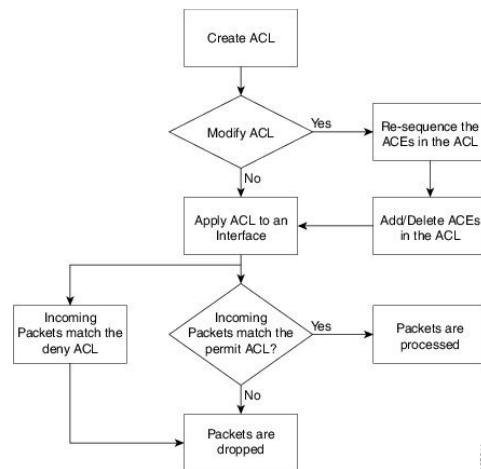 Create ACL
Modify ACL
Yes
Re-sequence the
ACEs in the ACL
No
Apply ACL to an
Interface
Add/Delete ACEs
in the ACL
Incoming
Packets match the
deny ACL
Incoming
Packets match the
permit ACL?
Yes
Packets are
processed
No
Packets are
dropped